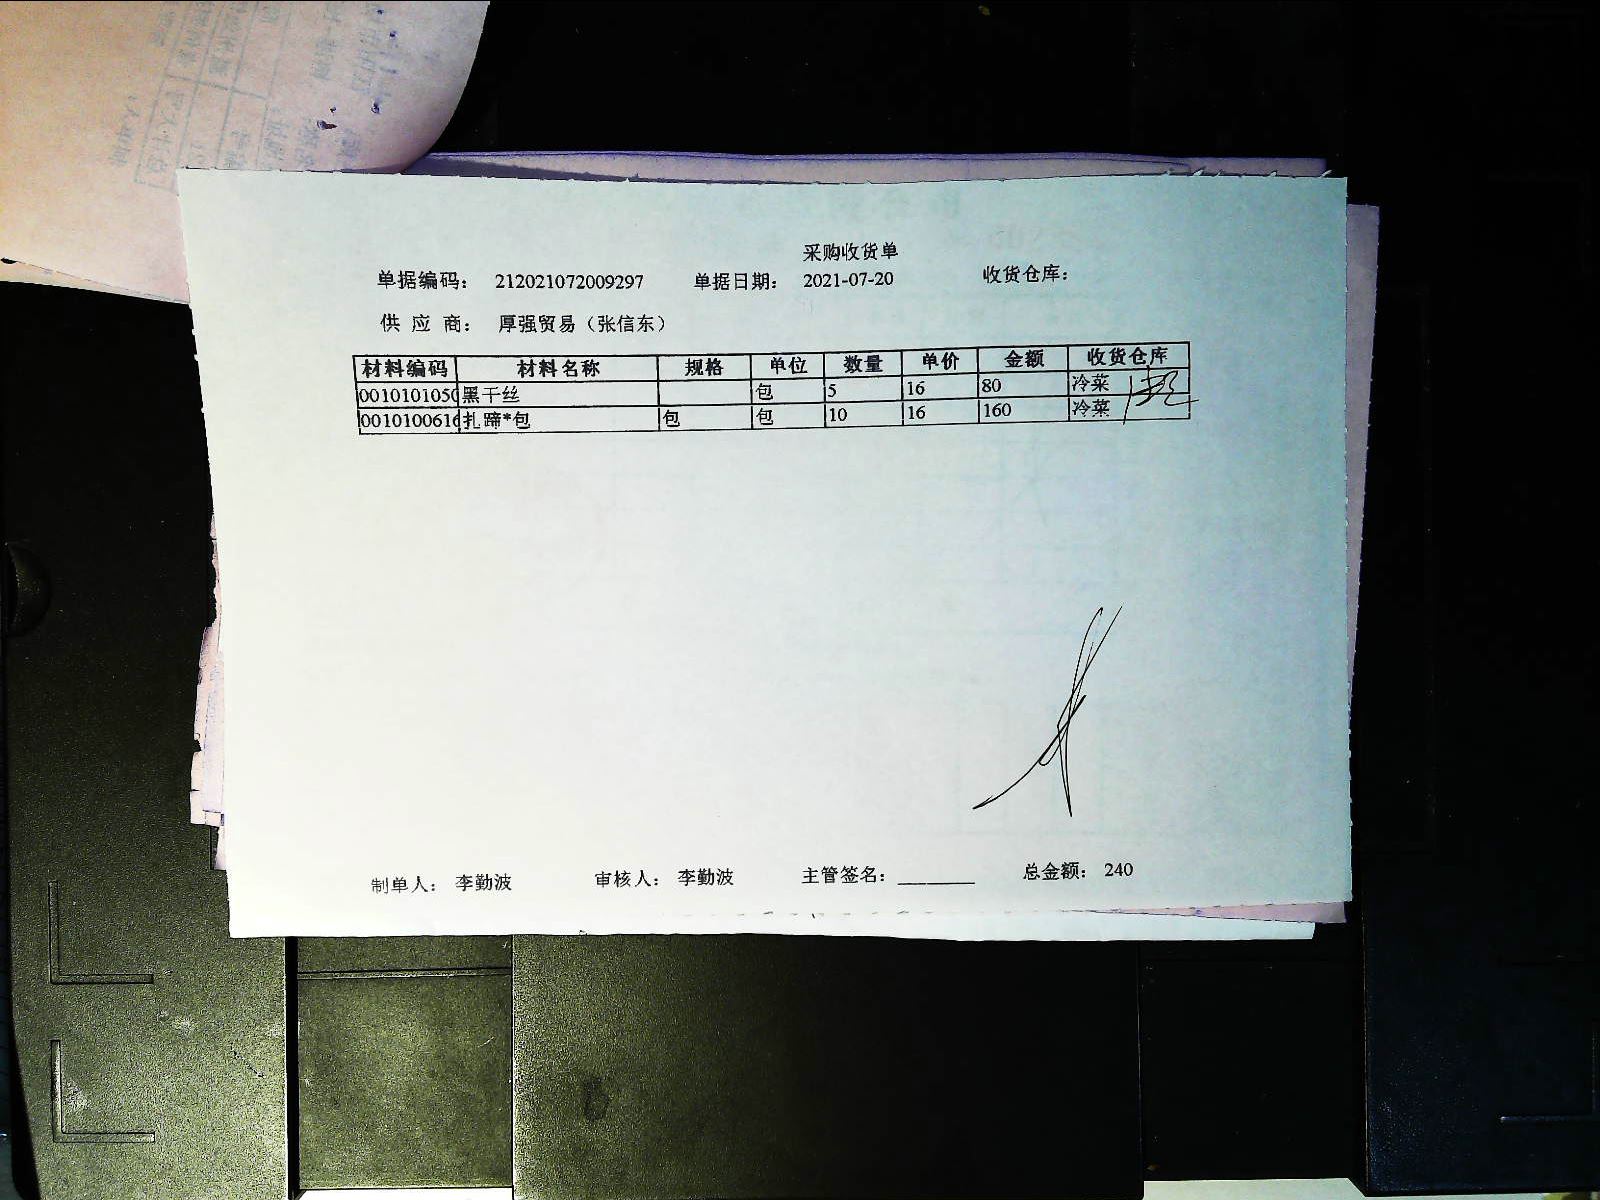 采购收货单
单据编码： 212021072009297 单据日期： 2021-07-20 收货仓库：
供 应 商： 厚强贸易（张信东）
材料编码 材料名称 规格 单位 数量 单价 金额 收货仓库
001010105 黑干丝 包 5 16 80 冷菜
001010061 扎蹄*包 包 包 10 16 160 冷菜
制单人： 李勤波 审核人： 李勤波 主管签名：________ 总金额： 240